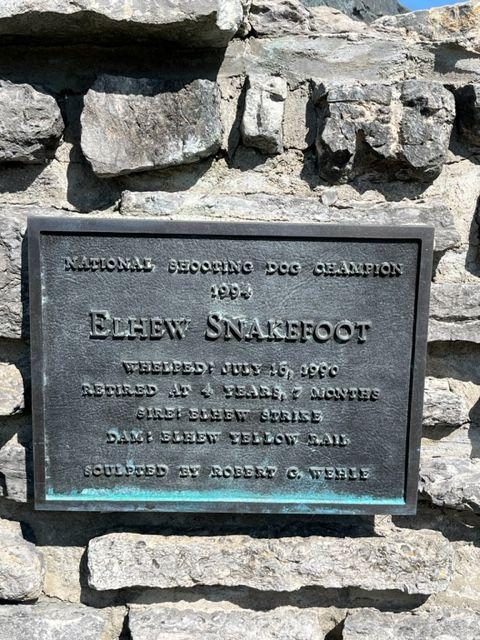 NATIONAL SHOOTING DOG CHAMPION
1994
ELHEW SNAKEFOOT
WHELPED: JULY 16, 1990
RETIRED AT 4 YEARS, 7 MONTHS
SIRE: ELHEW STRIKE
DAM: ELHEW YELLOW RAIL
SCULPTED BY ROBERT G. WEHLE